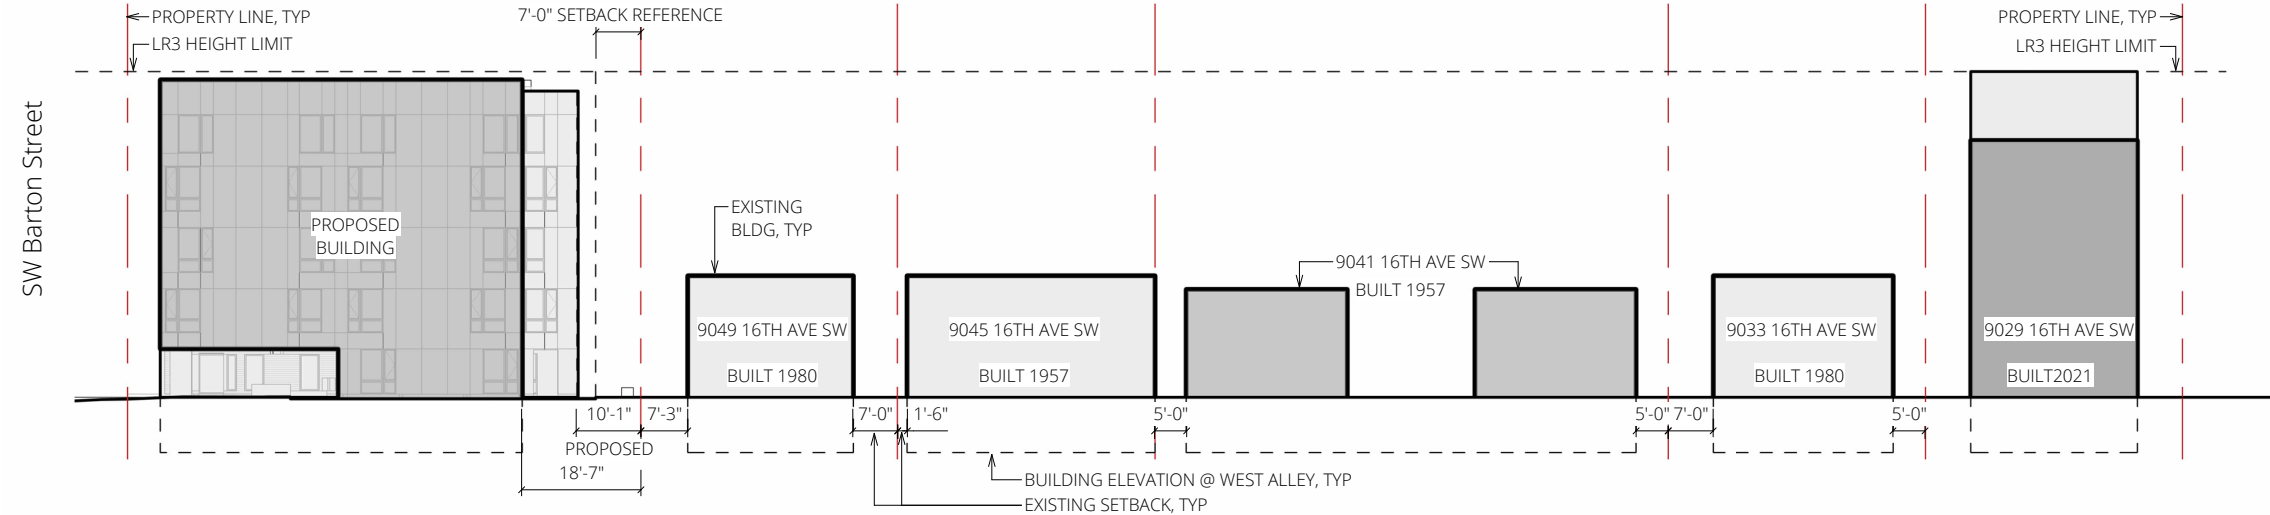 PROPERTY LINE, TYP
7'-0" SETBACK REFERENCE
PROPERTY LINE, TYP
LR3 HEIGHT LIMIT
LR3 HEIGHT LIMIT
SW Barton Street
EXISTING
BLDG, TYP
PROPOSED
BUILDING
9041 16TH AVE SW
BUILT 1957
9049 16TH AVE SW
BUILT 1980
9045 16TH AVE SW
BUILT 1957
9033 16TH AVE SW
BUILT 1980
9029 16TH AVE SW
BUILT2021
10'-1" 7'-3" 7'-0" 1'-6" 5'-0" 5'-0" 7'-0" 5'-0"
PROPOSED
18'-7"
BUILDING ELEVATION @ WEST ALLEY, TYP
EXISTING SETBACK, TYP